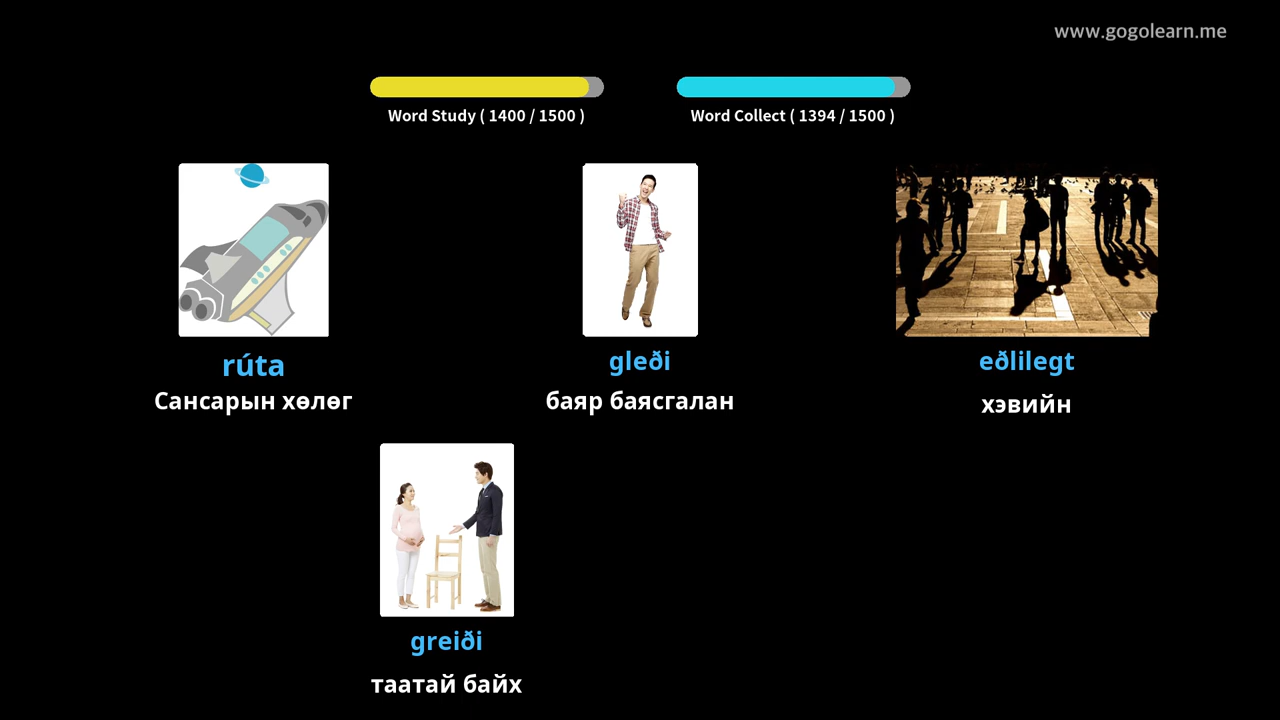 www.gogolearn.me
Word Study ( 1400 / 1500 )
Word Collect ( 1394 / 1500 )
rúta
Сансарын хөлөг
gleði
баяр баясгалан
eðlilegt
хэвийн
greiði
таатай байх